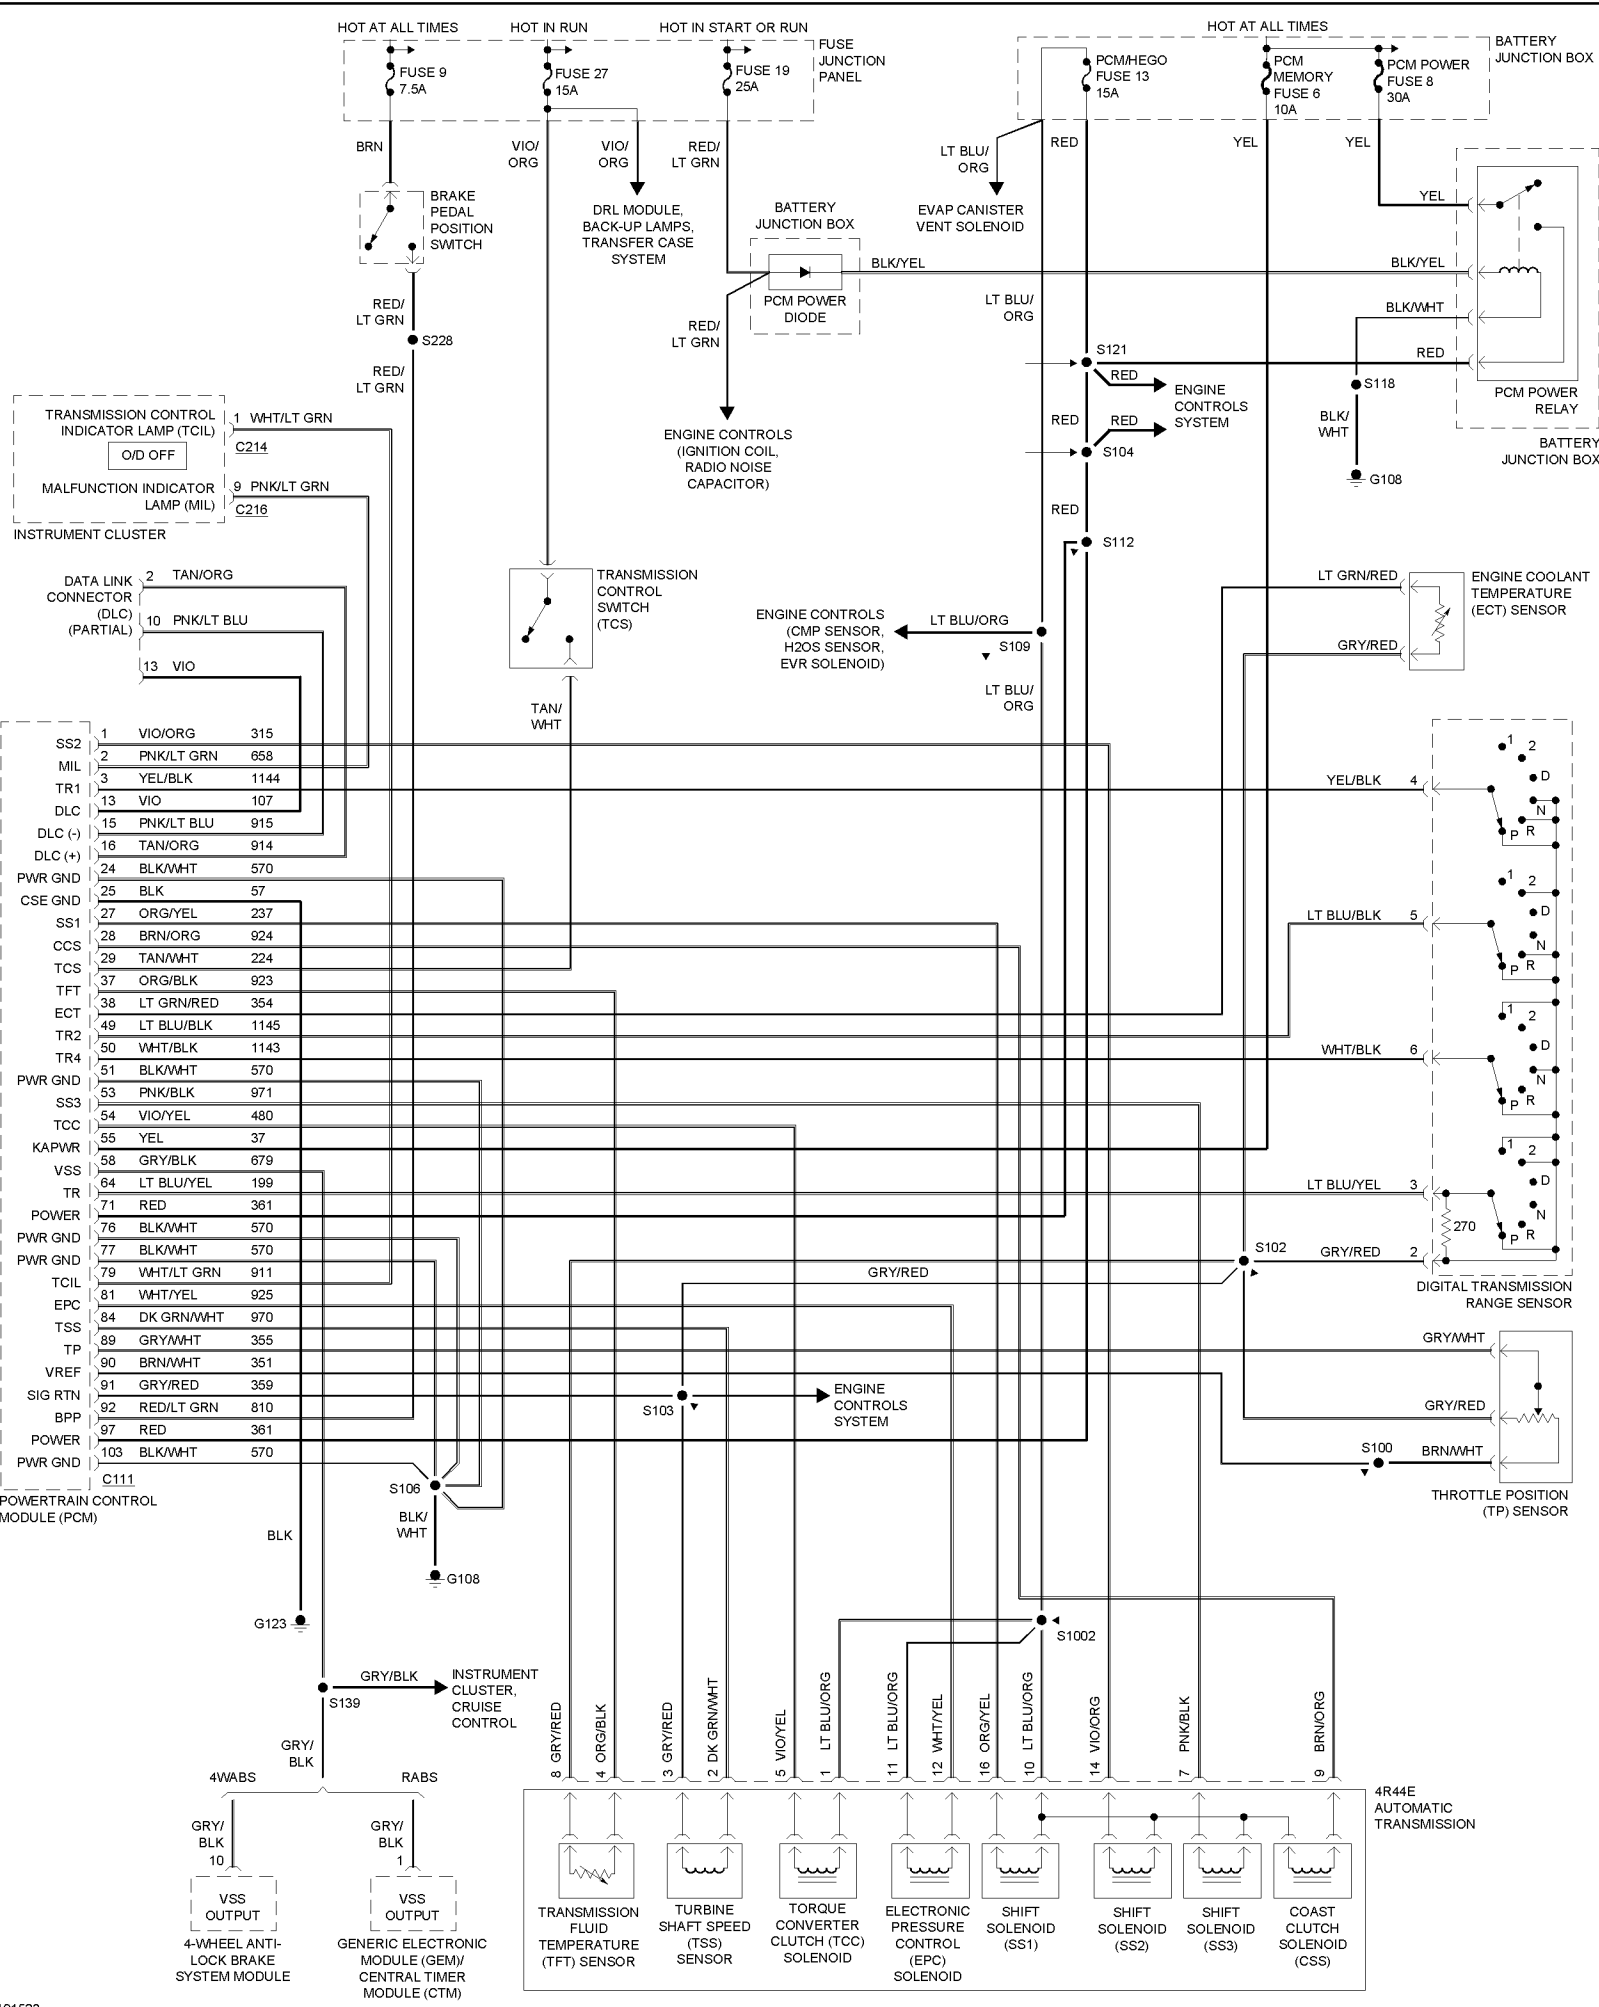 HOT AT ALL TIMES
HOT IN RUN
HOT IN START OR RUN
HOT AT ALL TIMES
FUSE 9
7.5A
FUSE 27
15A
FUSE 19
25A
FUSE
JUNCTION
PANEL
PCM/HEGO
FUSE 13
15A
PCM
MEMORY
FUSE 6
10A
PCM POWER
FUSE 8
30A
BATTERY
JUNCTION BOX
BRN
VIO/
ORG
VIO/
ORG
RED/
LT GRN
LT BLU/
ORG
RED
YEL
YEL
BRAKE
PEDAL
POSITION
SWITCH
DRL MODULE,
BACK-UP LAMPS,
TRANSFER CASE
SYSTEM
BATTERY
JUNCTION BOX
EVAP CANISTER
VENT SOLENOID
YEL
BLK/YEL
BLK/YEL
PCM POWER
DIODE
RED/
LT GRN
S228
RED/
LT GRN
RED/
LT GRN
LT BLU/
ORG
BLK/WHT
RED
S121
RED
ENGINE
CONTROLS
SYSTEM
S118
BLK/
WHT
PCM POWER
RELAY
BATTERY
JUNCTION BOX
RED
RED
S104
G108
RED
S112
ENGINE CONTROLS
(IGNITION COIL,
RADIO NOISE
CAPACITOR)
TRANSMISSION CONTROL
INDICATOR LAMP (TCIL)
O/D OFF
MALFUNCTION INDICATOR
LAMP (MIL)
INSTRUMENT CLUSTER
1 WHT/LT GRN
C214
9 PNK/LT GRN
C216
DATA LINK
CONNECTOR
(DLC)
(PARTIAL)
2 TAN/ORG
10 PNK/LT BLU
13 VIO
TRANSMISSION
CONTROL
SWITCH
(TCS)
TAN/
WHT
ENGINE CONTROLS
(CMP SENSOR,
H2OS SENSOR,
EVR SOLENOID)
LT BLU/ORG
S109
LT BLU/
ORG
LT GRN/RED
GRY/RED
ENGINE COOLANT
TEMPERATURE
(ECT) SENSOR
SS2 1 VIO/ORG 315
MIL 2 PNK/LT GRN 658
TR1 3 YEL/BLK 1144
DLC 13 VIO 107
DLC (-) 15 PNK/LT BLU 915
DLC (+) 16 TAN/ORG 914
PWR GND 24 BLK/WHT 570
CSE GND 25 BLK 57
SS1 27 ORG/YEL 237
CCS 28 BRN/ORG 924
TCS 29 TAN/WHT 224
TFT 37 ORG/BLK 923
ECT 38 LT GRN/RED 354
TR2 49 LT BLU/BLK 1145
TR4 50 WHT/BLK 1143
PWR GND 51 BLK/WHT 570
SS3 53 PNK/BLK 971
TCC 54 VIO/YEL 480
KAPWR 55 YEL 37
VSS 58 GRY/BLK 679
TR 64 LT BLU/YEL 199
POWER 71 RED 361
PWR GND 76 BLK/WHT 570
PWR GND 77 BLK/WHT 570
TCIL 79 WHT/LT GRN 911
EPC 81 WHT/YEL 925
TSS 84 DK GRN/WHT 970
TP 89 GRY/WHT 355
VREF 90 BRN/WHT 351
SIG RTN 91 GRY/RED 359
BPP 92 RED/LT GRN 810
POWER 97 RED 361
PWR GND 103 BLK/WHT 570
C111
POWERTRAIN CONTROL
MODULE (PCM)
YEL/BLK 4
1 2 D N R P
LT BLU/BLK 5
1 2 D N R P
WHT/BLK 6
1 2 D N R P
LT BLU/YEL 3
1 2 D N R P
270
GRY/RED 2
DIGITAL TRANSMISSION
RANGE SENSOR
S102
GRY/RED
GRY/WHT
GRY/RED
BRN/WHT
S100
THROTTLE POSITION
(TP) SENSOR
S103
ENGINE
CONTROLS
SYSTEM
S106
BLK/
WHT
G108
BLK
G123
S139
GRY/BLK
INSTRUMENT
CLUSTER,
CRUISE
CONTROL
GRY/
BLK
4WABS
RABS
GRY/
BLK
10
GRY/
BLK
1
VSS
OUTPUT
VSS
OUTPUT
4-WHEEL ANTI-
LOCK BRAKE
SYSTEM MODULE
GENERIC ELECTRONIC
MODULE (GEM)/
CENTRAL TIMER
MODULE (CTM)
S1002
8 GRY/RED
4 ORG/BLK
3 GRY/RED
2 DK GRN/WHT
5 VIO/YEL
1 LT BLU/ORG
11 LT BLU/ORG
12 WHT/YEL
16 ORG/YEL
10 LT BLU/ORG
14 VIO/ORG
7 PNK/BLK
9 BRN/ORG
4R44E
AUTOMATIC
TRANSMISSION
TRANSMISSION
FLUID
TEMPERATURE
(TFT) SENSOR
TURBINE
SHAFT SPEED
(TSS)
SENSOR
TORQUE
CONVERTER
CLUTCH (TCC)
SOLENOID
ELECTRONIC
PRESSURE
CONTROL
(EPC)
SOLENOID
SHIFT
SOLENOID
(SS1)
SHIFT
SOLENOID
(SS2)
SHIFT
SOLENOID
(SS3)
COAST
CLUTCH
SOLENOID
(CSS)